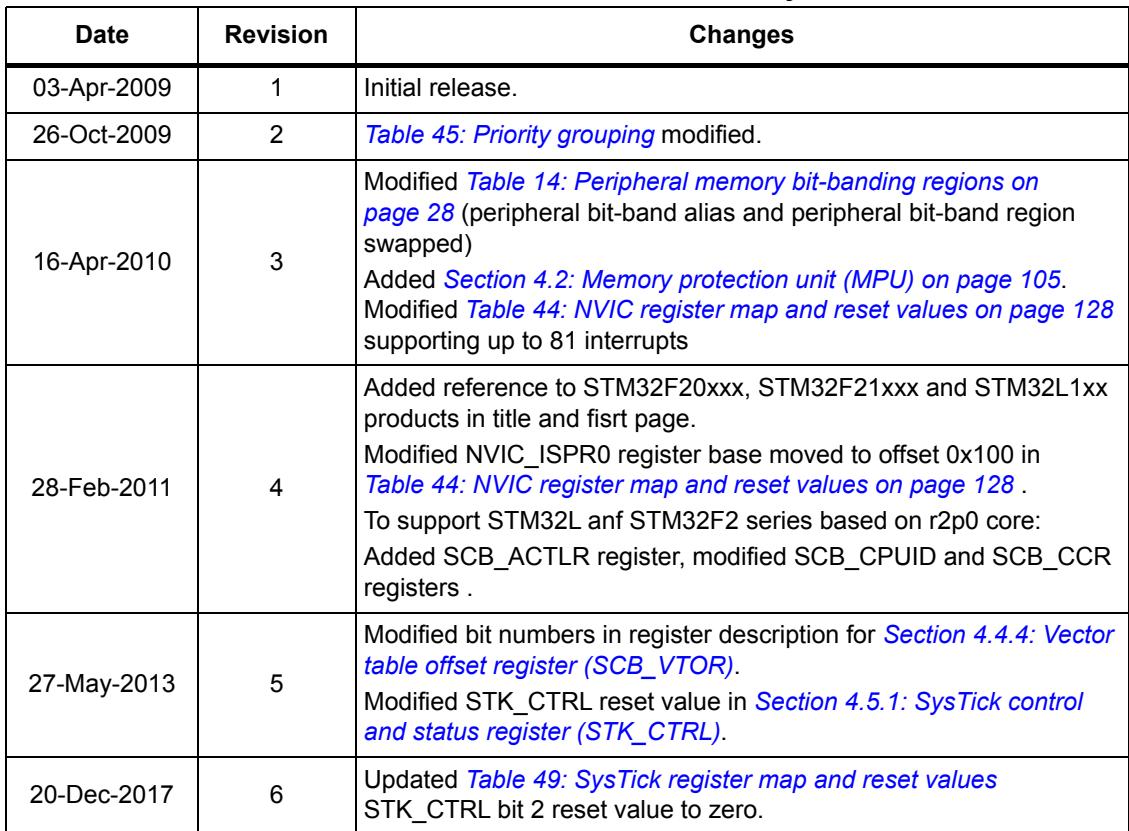 Date Revision Changes
03-Apr-2009 1 Initial release.
26-Oct-2009 2 Table 45: Priority grouping modified.
16-Apr-2010 3 Modified Table 14: Peripheral memory bit-banding regions on
page 28 (peripheral bit-band alias and peripheral bit-band region
swapped)
Added Section 4.2: Memory protection unit (MPU) on page 105.
Modified Table 44: NVIC register map and reset values on page 128
supporting up to 81 interrupts
28-Feb-2011 4 Added reference to STM32F20xxx, STM32F21xxx and STM32L1xx
products in title and fisrt page.
Modified NVIC_ISPR0 register base moved to offset 0x100 in
Table 44: NVIC register map and reset values on page 128 .
To support STM32L anf STM32F2 series based on r2p0 core:
Added SCB_ACTLR register, modified SCB_CPUID and SCB_CCR
registers .
27-May-2013 5 Modified bit numbers in register description for Section 4.4.4: Vector
table offset register (SCB_VTOR).
Modified STK_CTRL reset value in Section 4.5.1: SysTick control
and status register (STK_CTRL).
20-Dec-2017 6 Updated Table 49: SysTick register map and reset values
STK_CTRL bit 2 reset value to zero.